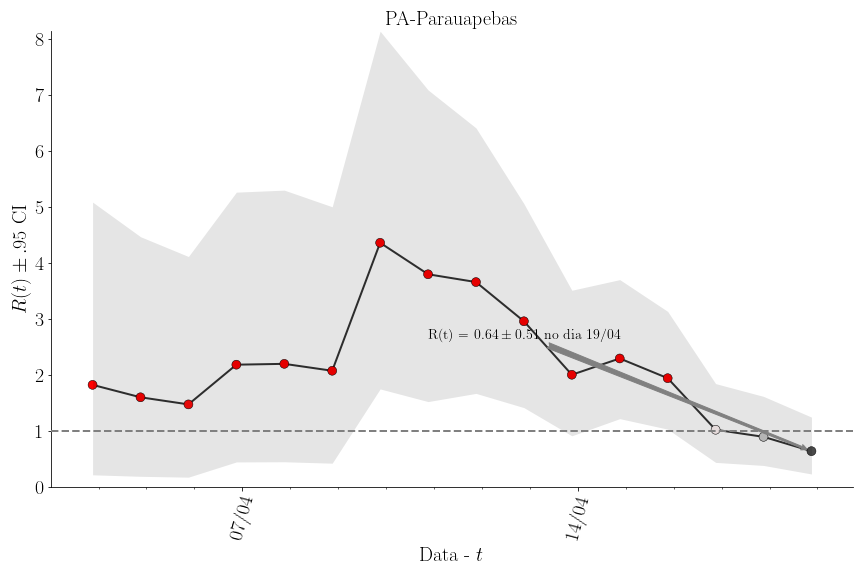 PA-Parauapebas
8
7
6
5
4
3
2
1
0
R(t) ± .95 CI
R(t) = 0.64 ± 0.51 no dia 19/04
07/04
14/04
Data - t